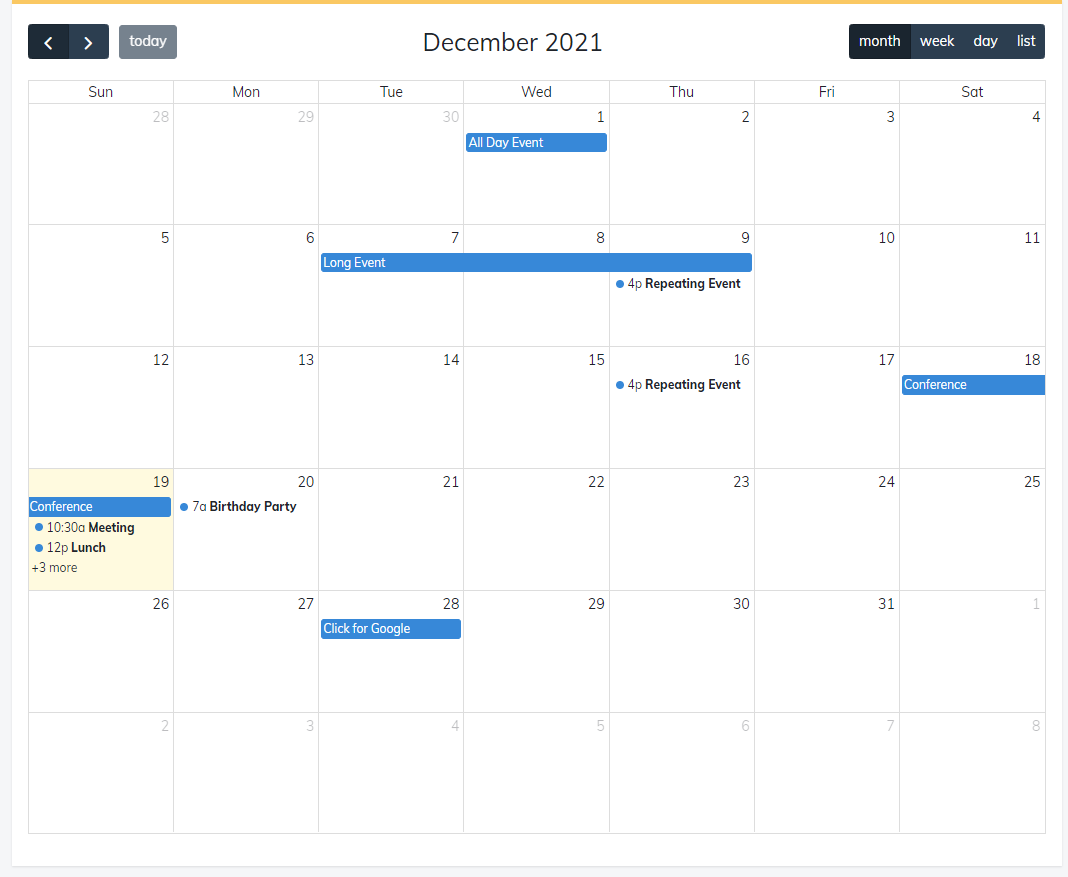 today
December 2021
month week day list
Sun Mon Tue Wed Thu Fri Sat
28 29 30 1 2 3 4
All Day Event
5 6 7 8 9 10 11
Long Event
4p Repeating Event
12 13 14 15 16 17 18
4p Repeating Event
Conference
19 20 21 22 23 24 25
Conference
7a Birthday Party
10:30a Meeting
12p Lunch
+3 more
26 27 28 29 30 31 1
Click for Google
2 3 4 5 6 7 8